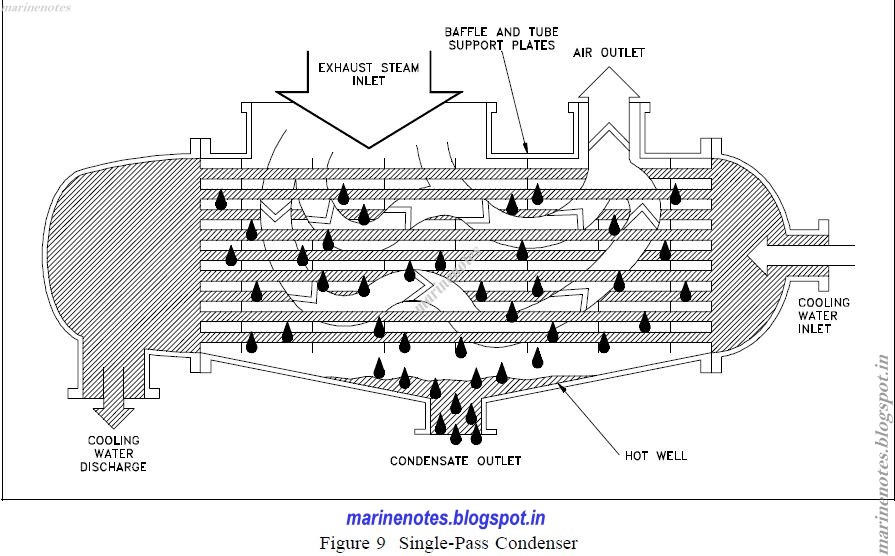 marinenotes
BAFFLE AND TUBE
SUPPORT PLATES
AIR OUTLET
EXHAUST STEAM
INLET
marinenotes
COOLING
WATER
INLET
COOLING
WATER
DISCHARGE
CONDENSATE OUTLET
HOT WELL
marinenotes.blogspot.in
marinenotes.blogspot.in
Figure 9 Single-Pass Condenser